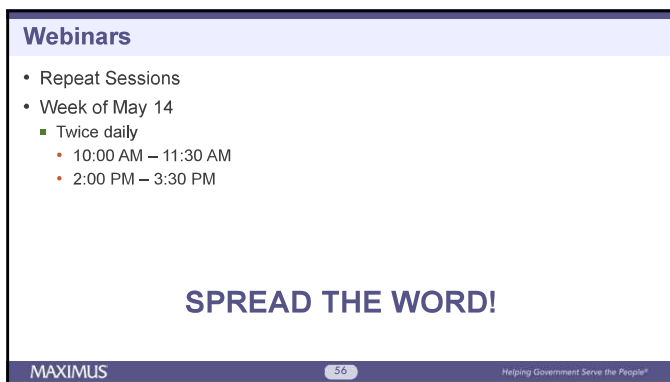 Webinars
• Repeat Sessions
• Week of May 14
▪ Twice daily
• 10:00 AM – 11:30 AM
• 2:00 PM – 3:30 PM
SPREAD THE WORD!
MAXIMUS
56
Helping Government Serve the People®